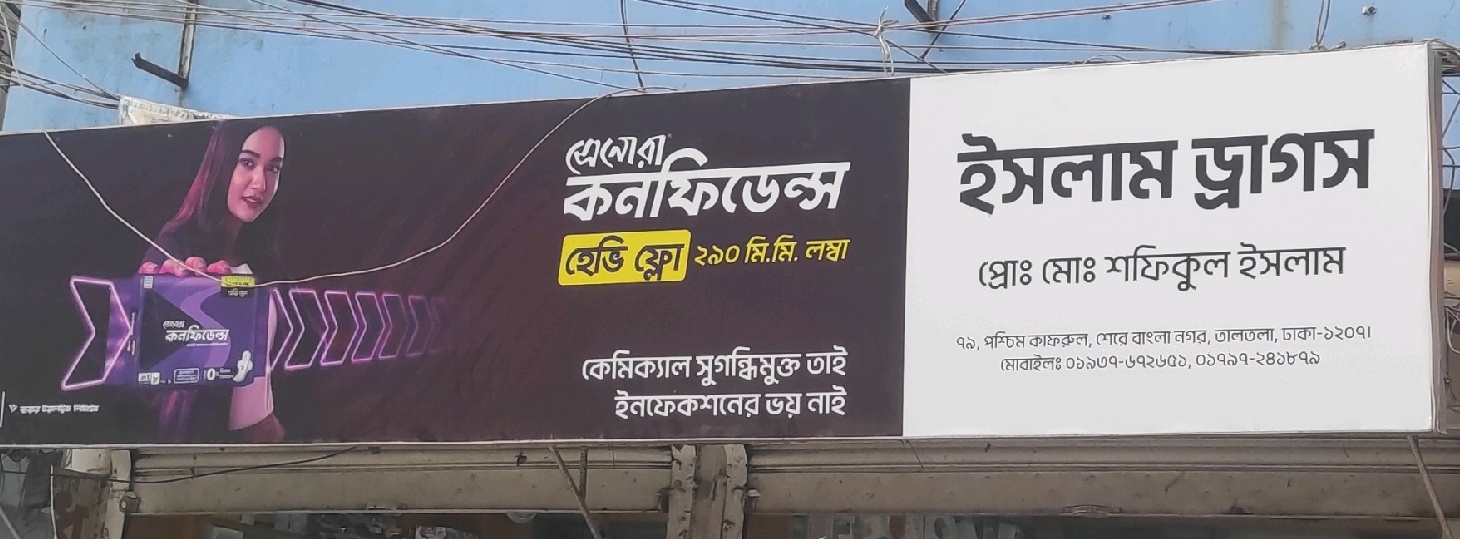 সেনোরা
কনফিডেন্স
হেভি ফ্লো ২৯০ মি.মি. লম্বা
কেমিক্যাল সুগন্ধিমুক্ত তাই
ইনফেকশনের ভয় নাই
সেনোরা
কনফিডেন্স
ইসলাম ড্রাগস
প্রোঃ মোঃ শফিকুল ইসলাম
৭৯, পশ্চিম কাফরুল, শেরে বাংলা নগর, তালতলা, ঢাকা-১২০৭।
মোবাইলঃ ০১৯৩৭-৬৭২৬৫১, ০১৭৯৭-২৪১৮৭৯